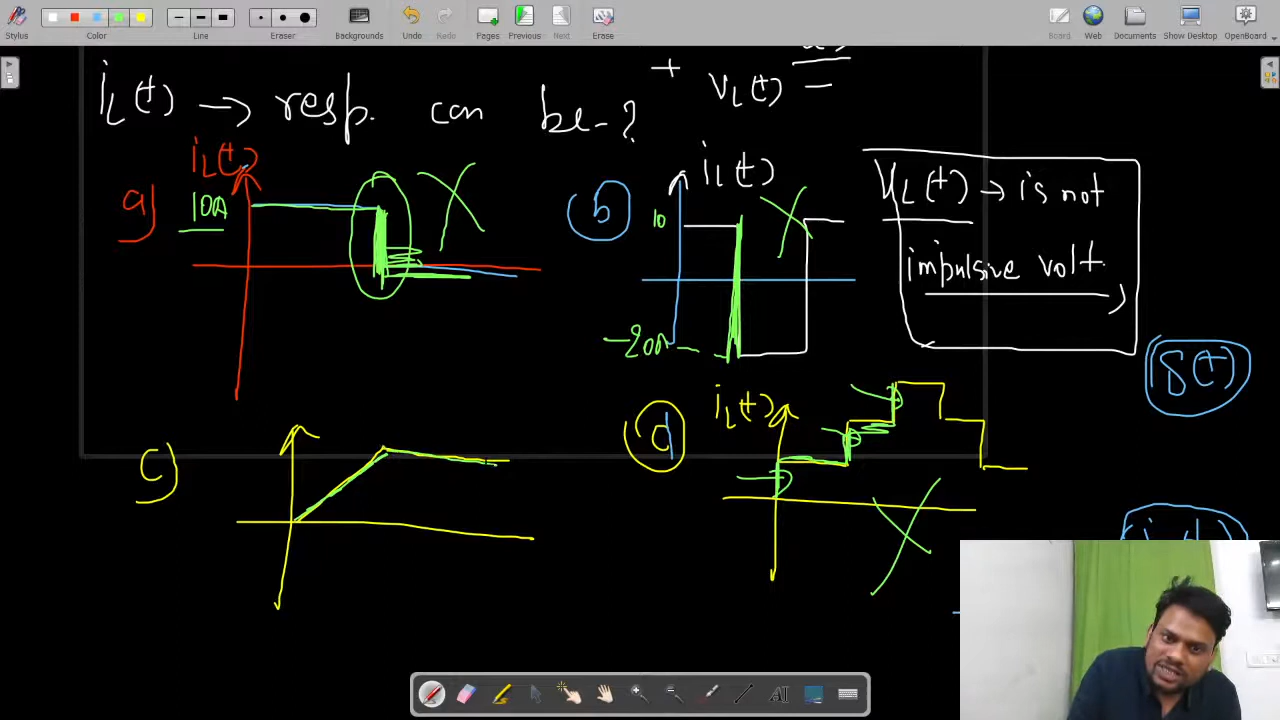 Stylus
Color
Line
Eraser
Backgrounds
Undo
Redo
Pages
Previous
Next
Erase
Board
Web
Documents
Show Desktop
OpenBoard
iL(t) → resp. can be-?
+ vL(t) =
a) iL(t)
10A
b iL(t)
10
-20A
VL(t) → is not
impulsive volt.
δ(t)
c)
d iL(t)
AI